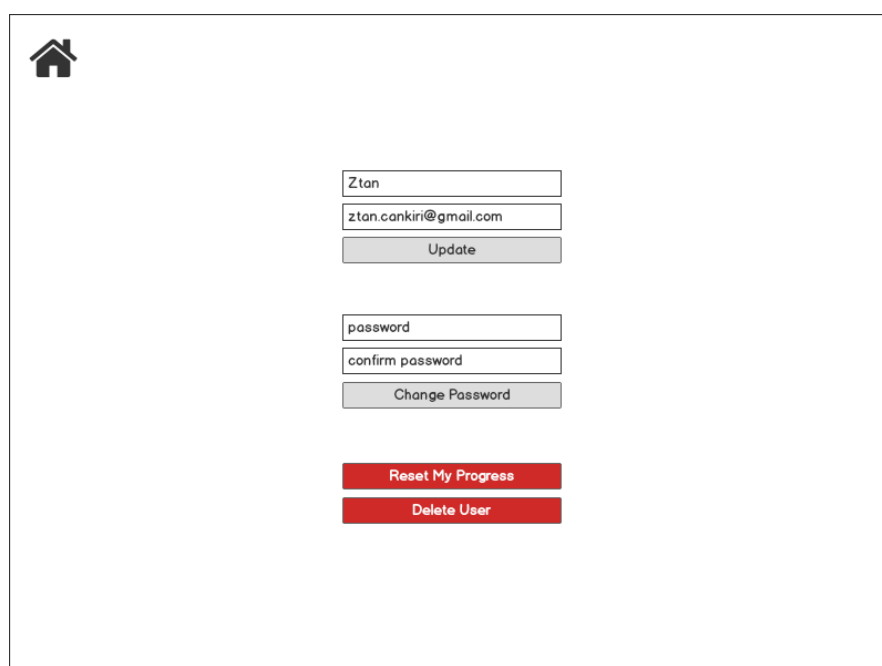 Ztan
ztan.cankiri@gmail.com
Update
password
confirm password
Change Password
Reset My Progress
Delete User